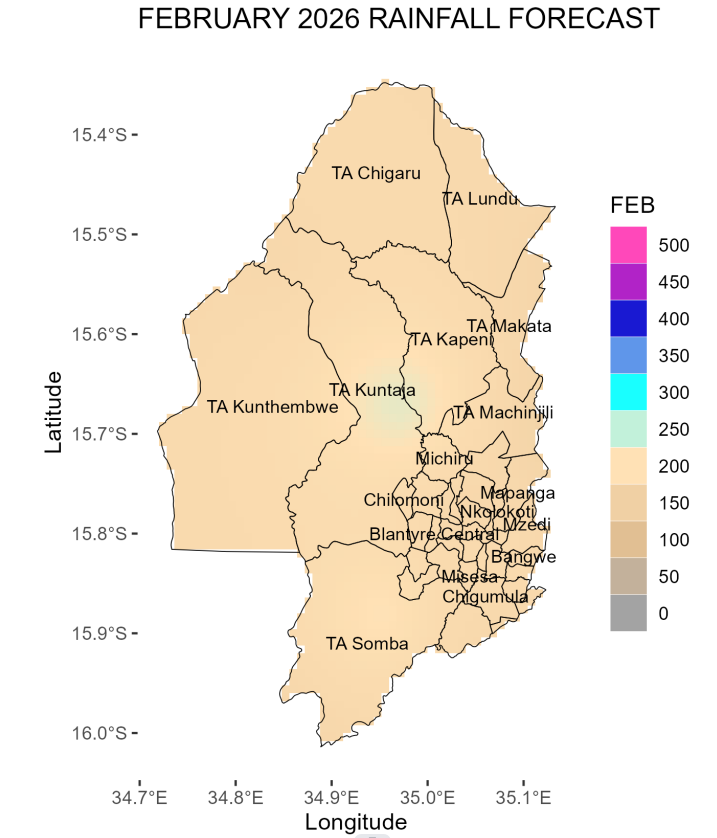 FEBRUARY 2026 RAINFALL FORECAST
15.4°S
15.5°S
15.6°S
15.7°S
15.8°S
15.9°S
16.0°S
Latitude
TA Chigaru
TA Lundu
TA Makata
TA Kapeni
TA Kuntaja
TA Kunthembwe
TA Machinjili
Michiru
Mapanga
Chilomoni
Nkolokoti
Mzedi
Blantyre Central
Bangwe
Misesa
Chigumula
TA Somba
FEB
500
450
400
350
300
250
200
150
100
50
0
34.7°E 34.8°E 34.9°E 35.0°E 35.1°E
Longitude